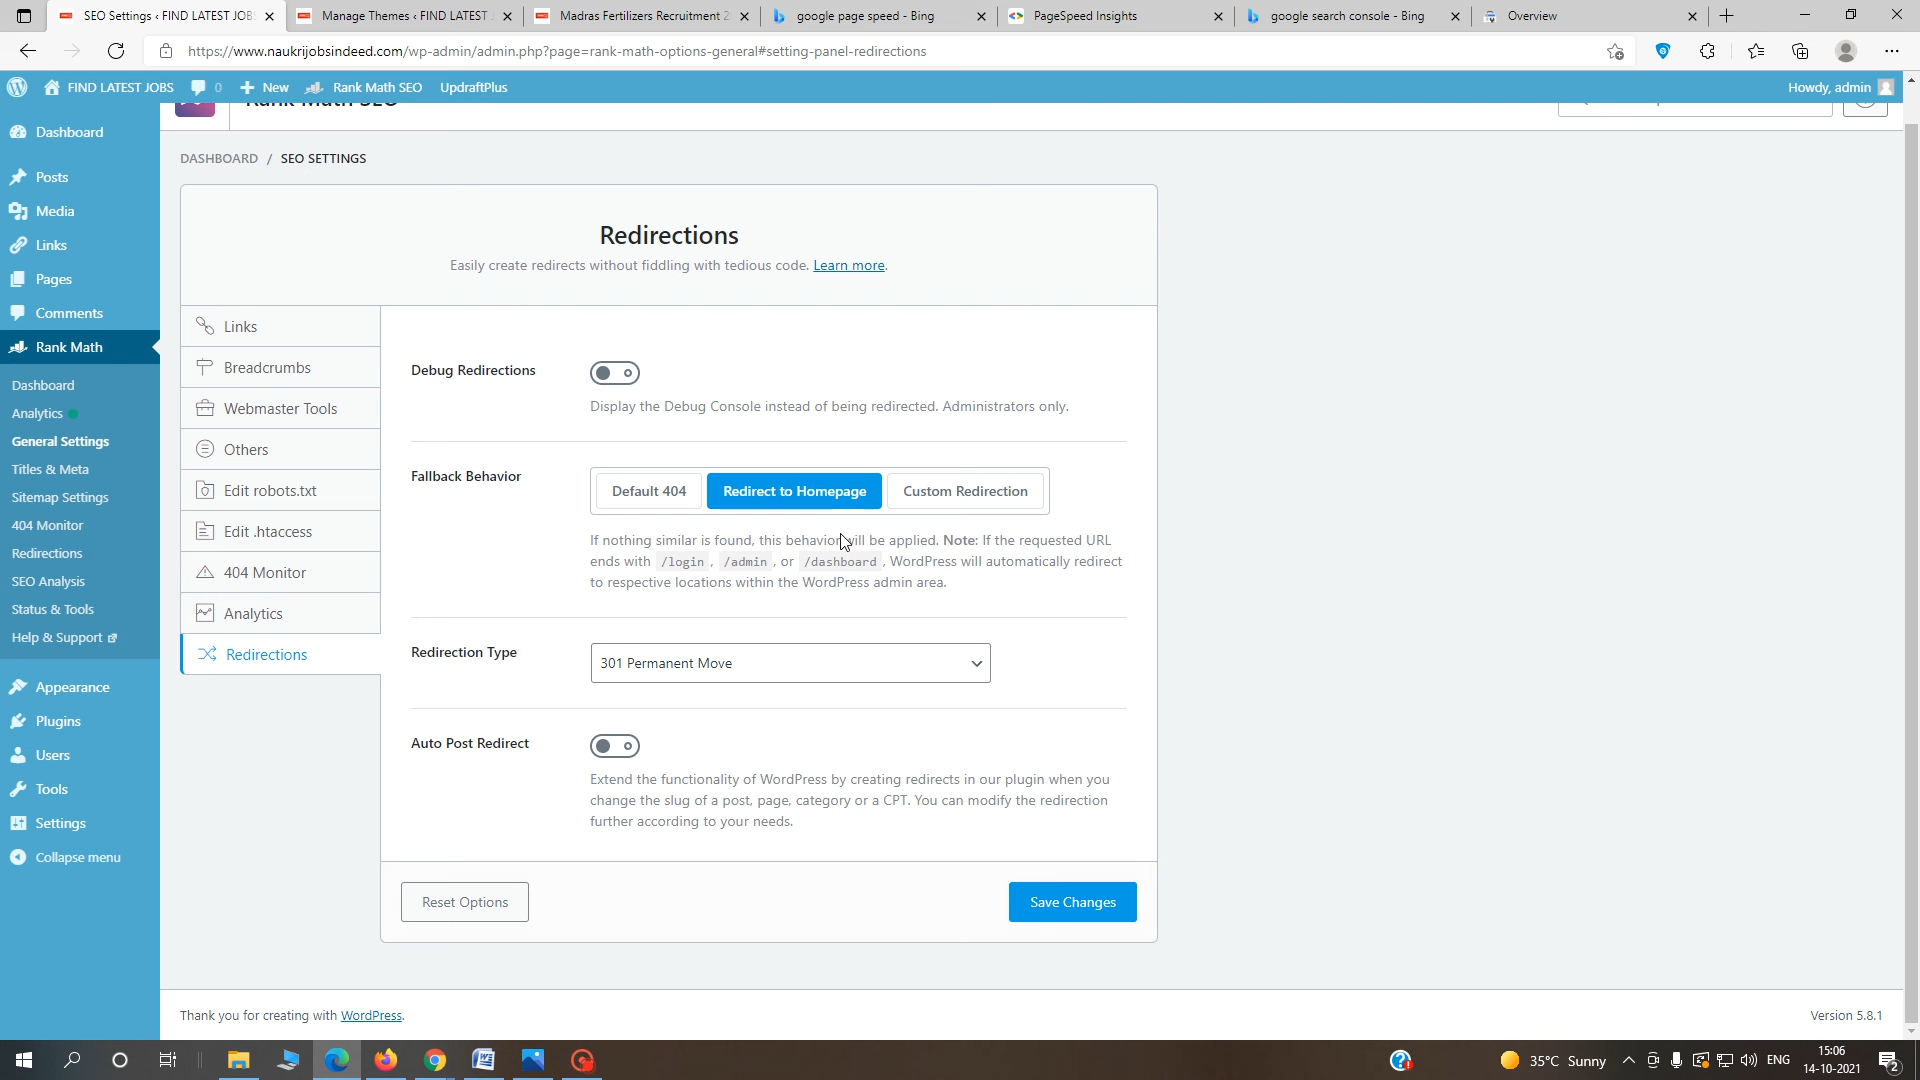 SEO Settings ‹ FIND LATEST JOBS
Manage Themes ‹ FIND LATEST
Madras Fertilizers Recruitment 2
google page speed - Bing
PageSpeed Insights
google search console - Bing
Overview
https://www.naukrijobsindeed.com/wp-admin/admin.php?page=rank-math-options-general#setting-panel-redirections
FIND LATEST JOBS
0
New
Rank Math SEO
UpdraftPlus
Howdy, admin
Rank Math SEO
Dashboard
Posts
Media
Links
Pages
Comments
Rank Math
Dashboard
Analytics
General Settings
Titles & Meta
Sitemap Settings
404 Monitor
Redirections
SEO Analysis
Status & Tools
Help & Support
Appearance
Plugins
Users
Tools
Settings
Collapse menu
DASHBOARD / SEO SETTINGS
Redirections
Easily create redirects without fiddling with tedious code. Learn more.
Links
Breadcrumbs
Webmaster Tools
Others
Edit robots.txt
Edit .htaccess
404 Monitor
Analytics
Redirections
Debug Redirections
Display the Debug Console instead of being redirected. Administrators only.
Fallback Behavior
Default 404
Redirect to Homepage
Custom Redirection
If nothing similar is found, this behavior will be applied. Note: If the requested URL
ends with /login , /admin , or /dashboard , WordPress will automatically redirect
to respective locations within the WordPress admin area.
Redirection Type
301 Permanent Move
Auto Post Redirect
Extend the functionality of WordPress by creating redirects in our plugin when you
change the slug of a post, page, category or a CPT. You can modify the redirection
further according to your needs.
Reset Options
Save Changes
Thank you for creating with WordPress.
Version 5.8.1
35°C Sunny
ENG
15:06
14-10-2021
2